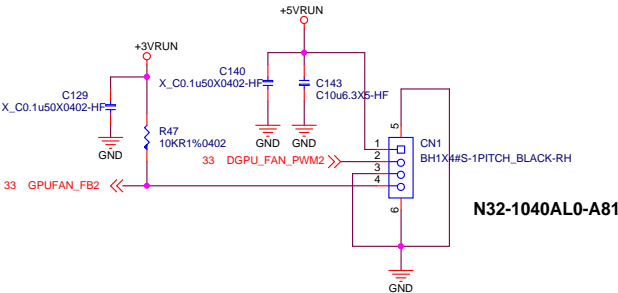 +5VRUN
+3VRUN
C140
X_C0.1u50X0402-HF
C143
C10u6.3X5-HF
C129
X_C0.1u50X0402-HF
R47
10KR1%0402
GND
GND
GND
5
CN1
BH1X4#S-1PITCH_BLACK-RH
1
2
3
4
33 DGPU_FAN_PWM2
33 GPUFAN_FB2
6
N32-1040AL0-A81
GND